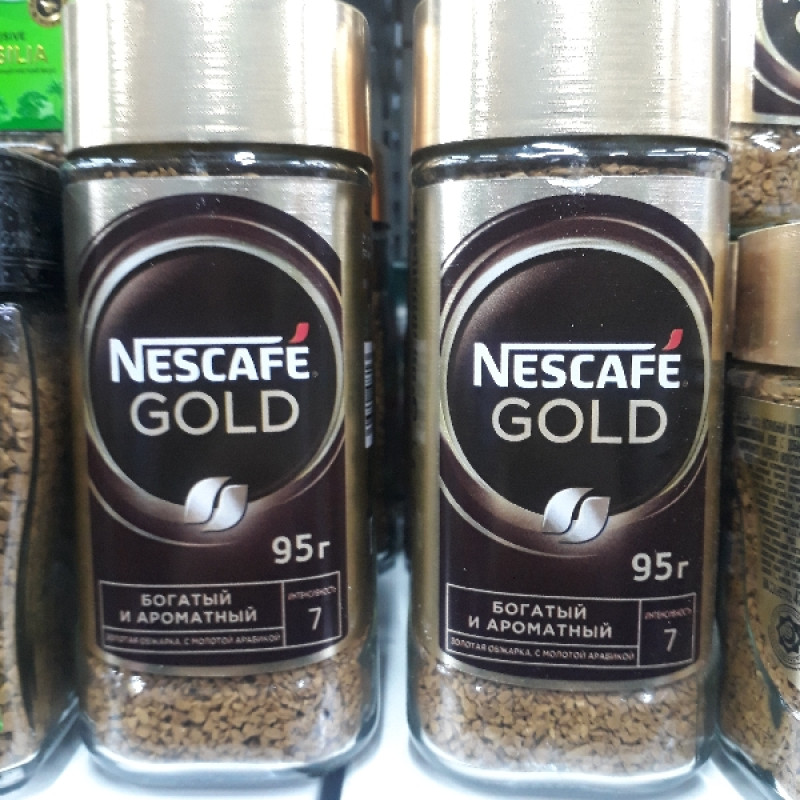 NESCAFÉ
GOLD
95г
БОГАТЫЙ
И АРОМАТНЫЙ
ЗОЛОТАЯ ОБЖАРКА, С МОЛОТОЙ АРАБИКОЙ
ИНТЕНСИВНОСТЬ
7
NESCAFÉ
GOLD
95г
БОГАТЫЙ
И АРОМАТНЫЙ
ЗОЛОТАЯ ОБЖАРКА, С МОЛОТОЙ АРАБИКОЙ
ИНТЕНСИВНОСТЬ
7